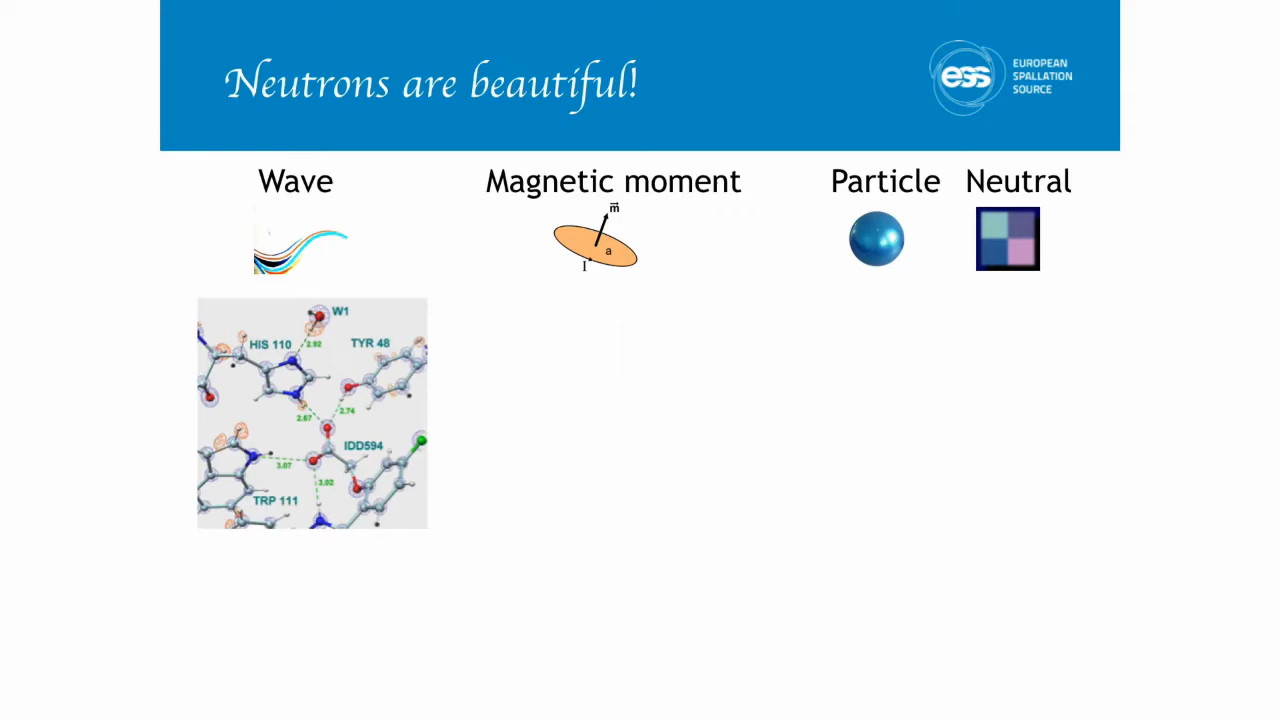 Neutrons are beautiful!
ess
EUROPEAN
SPALLATION
SOURCE
Wave
Magnetic moment
Particle
Neutral
m
a
I
W1
HIS 110
TYR 48
2.92
2.67
2.74
IDD594
3.07
3.02
TRP 111